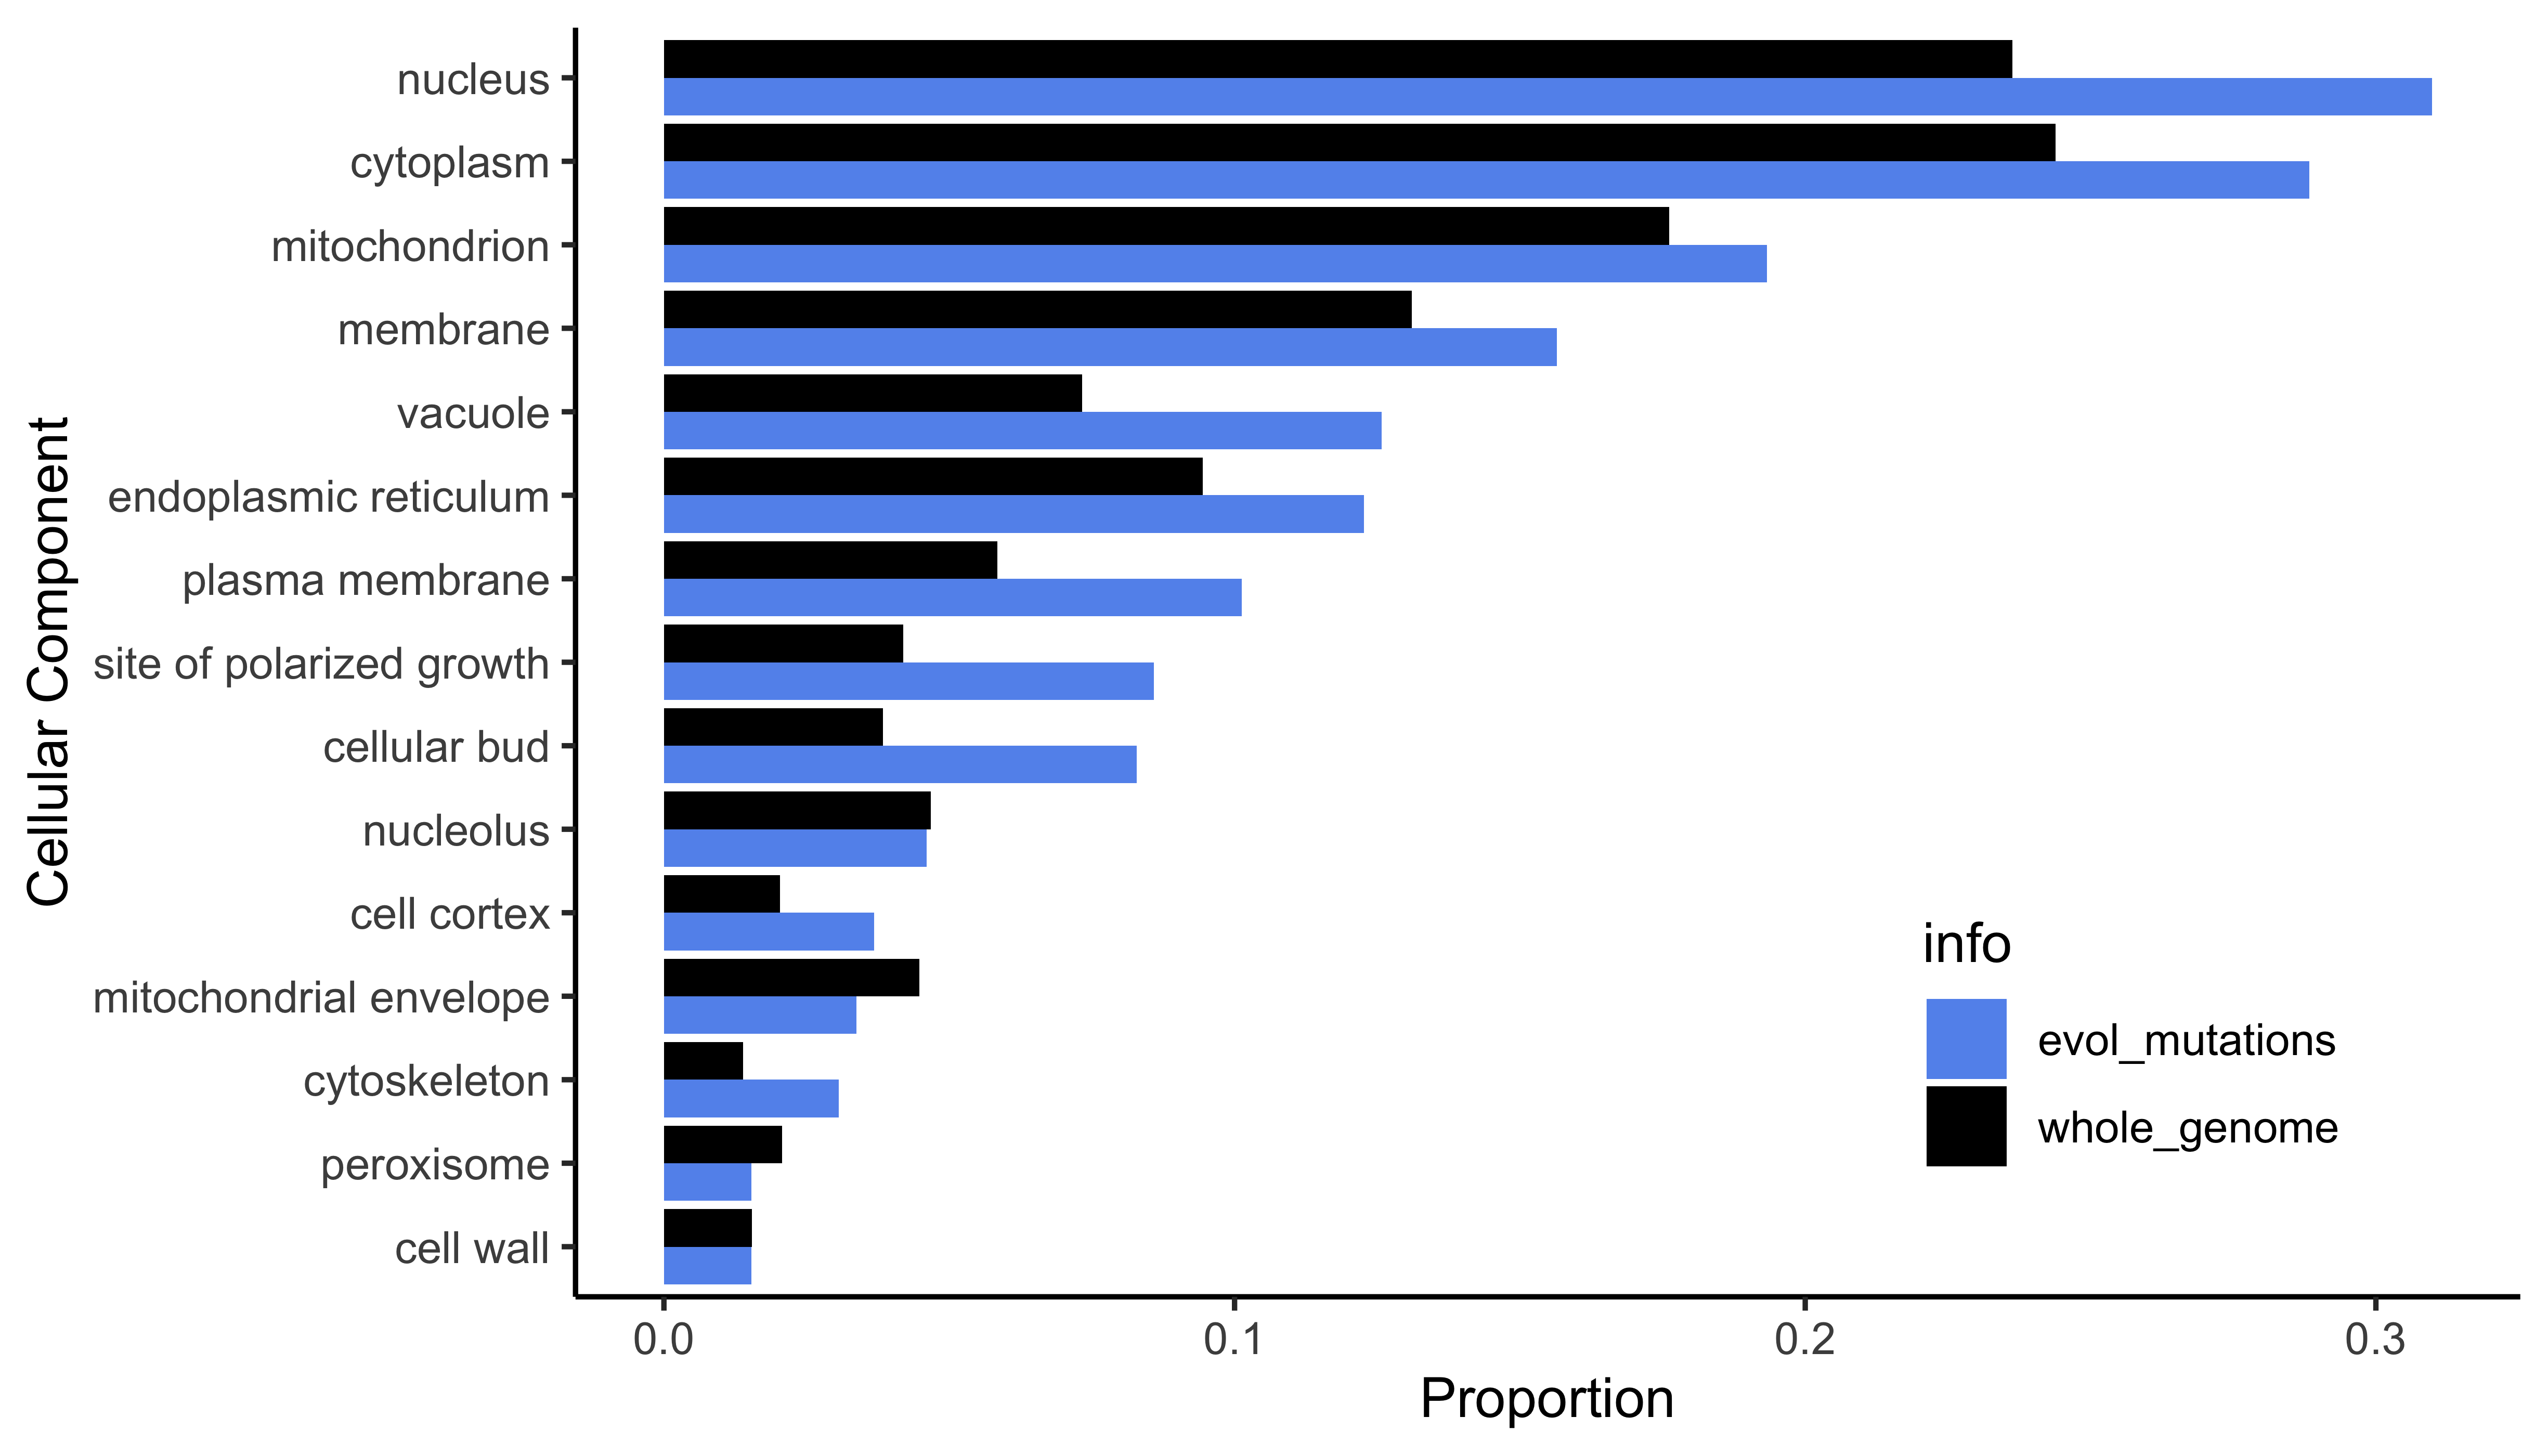 Cellular Component
nucleus
cytoplasm
mitochondrion
membrane
vacuole
endoplasmic reticulum
plasma membrane
site of polarized growth
cellular bud
nucleolus
cell cortex
mitochondrial envelope
cytoskeleton
peroxisome
cell wall
info
evol_mutations
whole_genome
0.0 0.1 0.2 0.3
Proportion